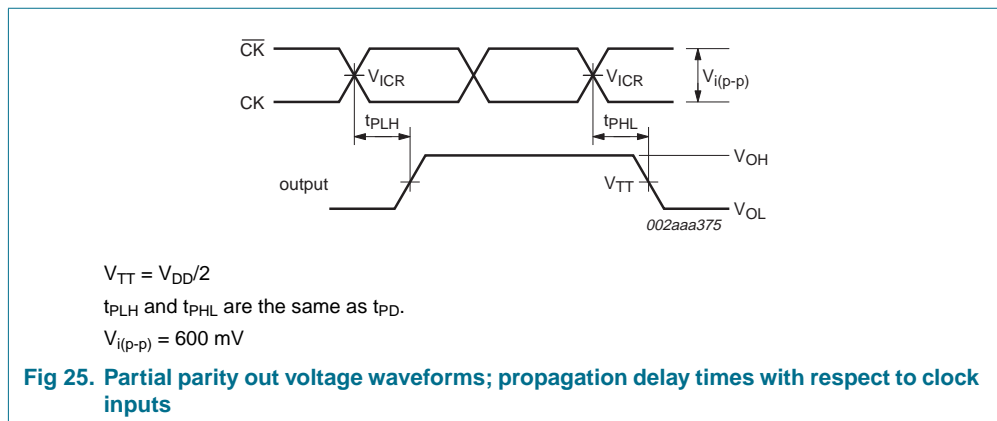 C̅K̅
V_ICR
V_ICR
V_i(p-p)
CK
t_PLH
t_PHL
V_OH
output
V_TT
V_OL
002aaa375
V_TT = V_DD/2
t_PLH and t_PHL are the same as t_PD.
V_i(p-p) = 600 mV
Fig 25. Partial parity out voltage waveforms; propagation delay times with respect to clock
inputs